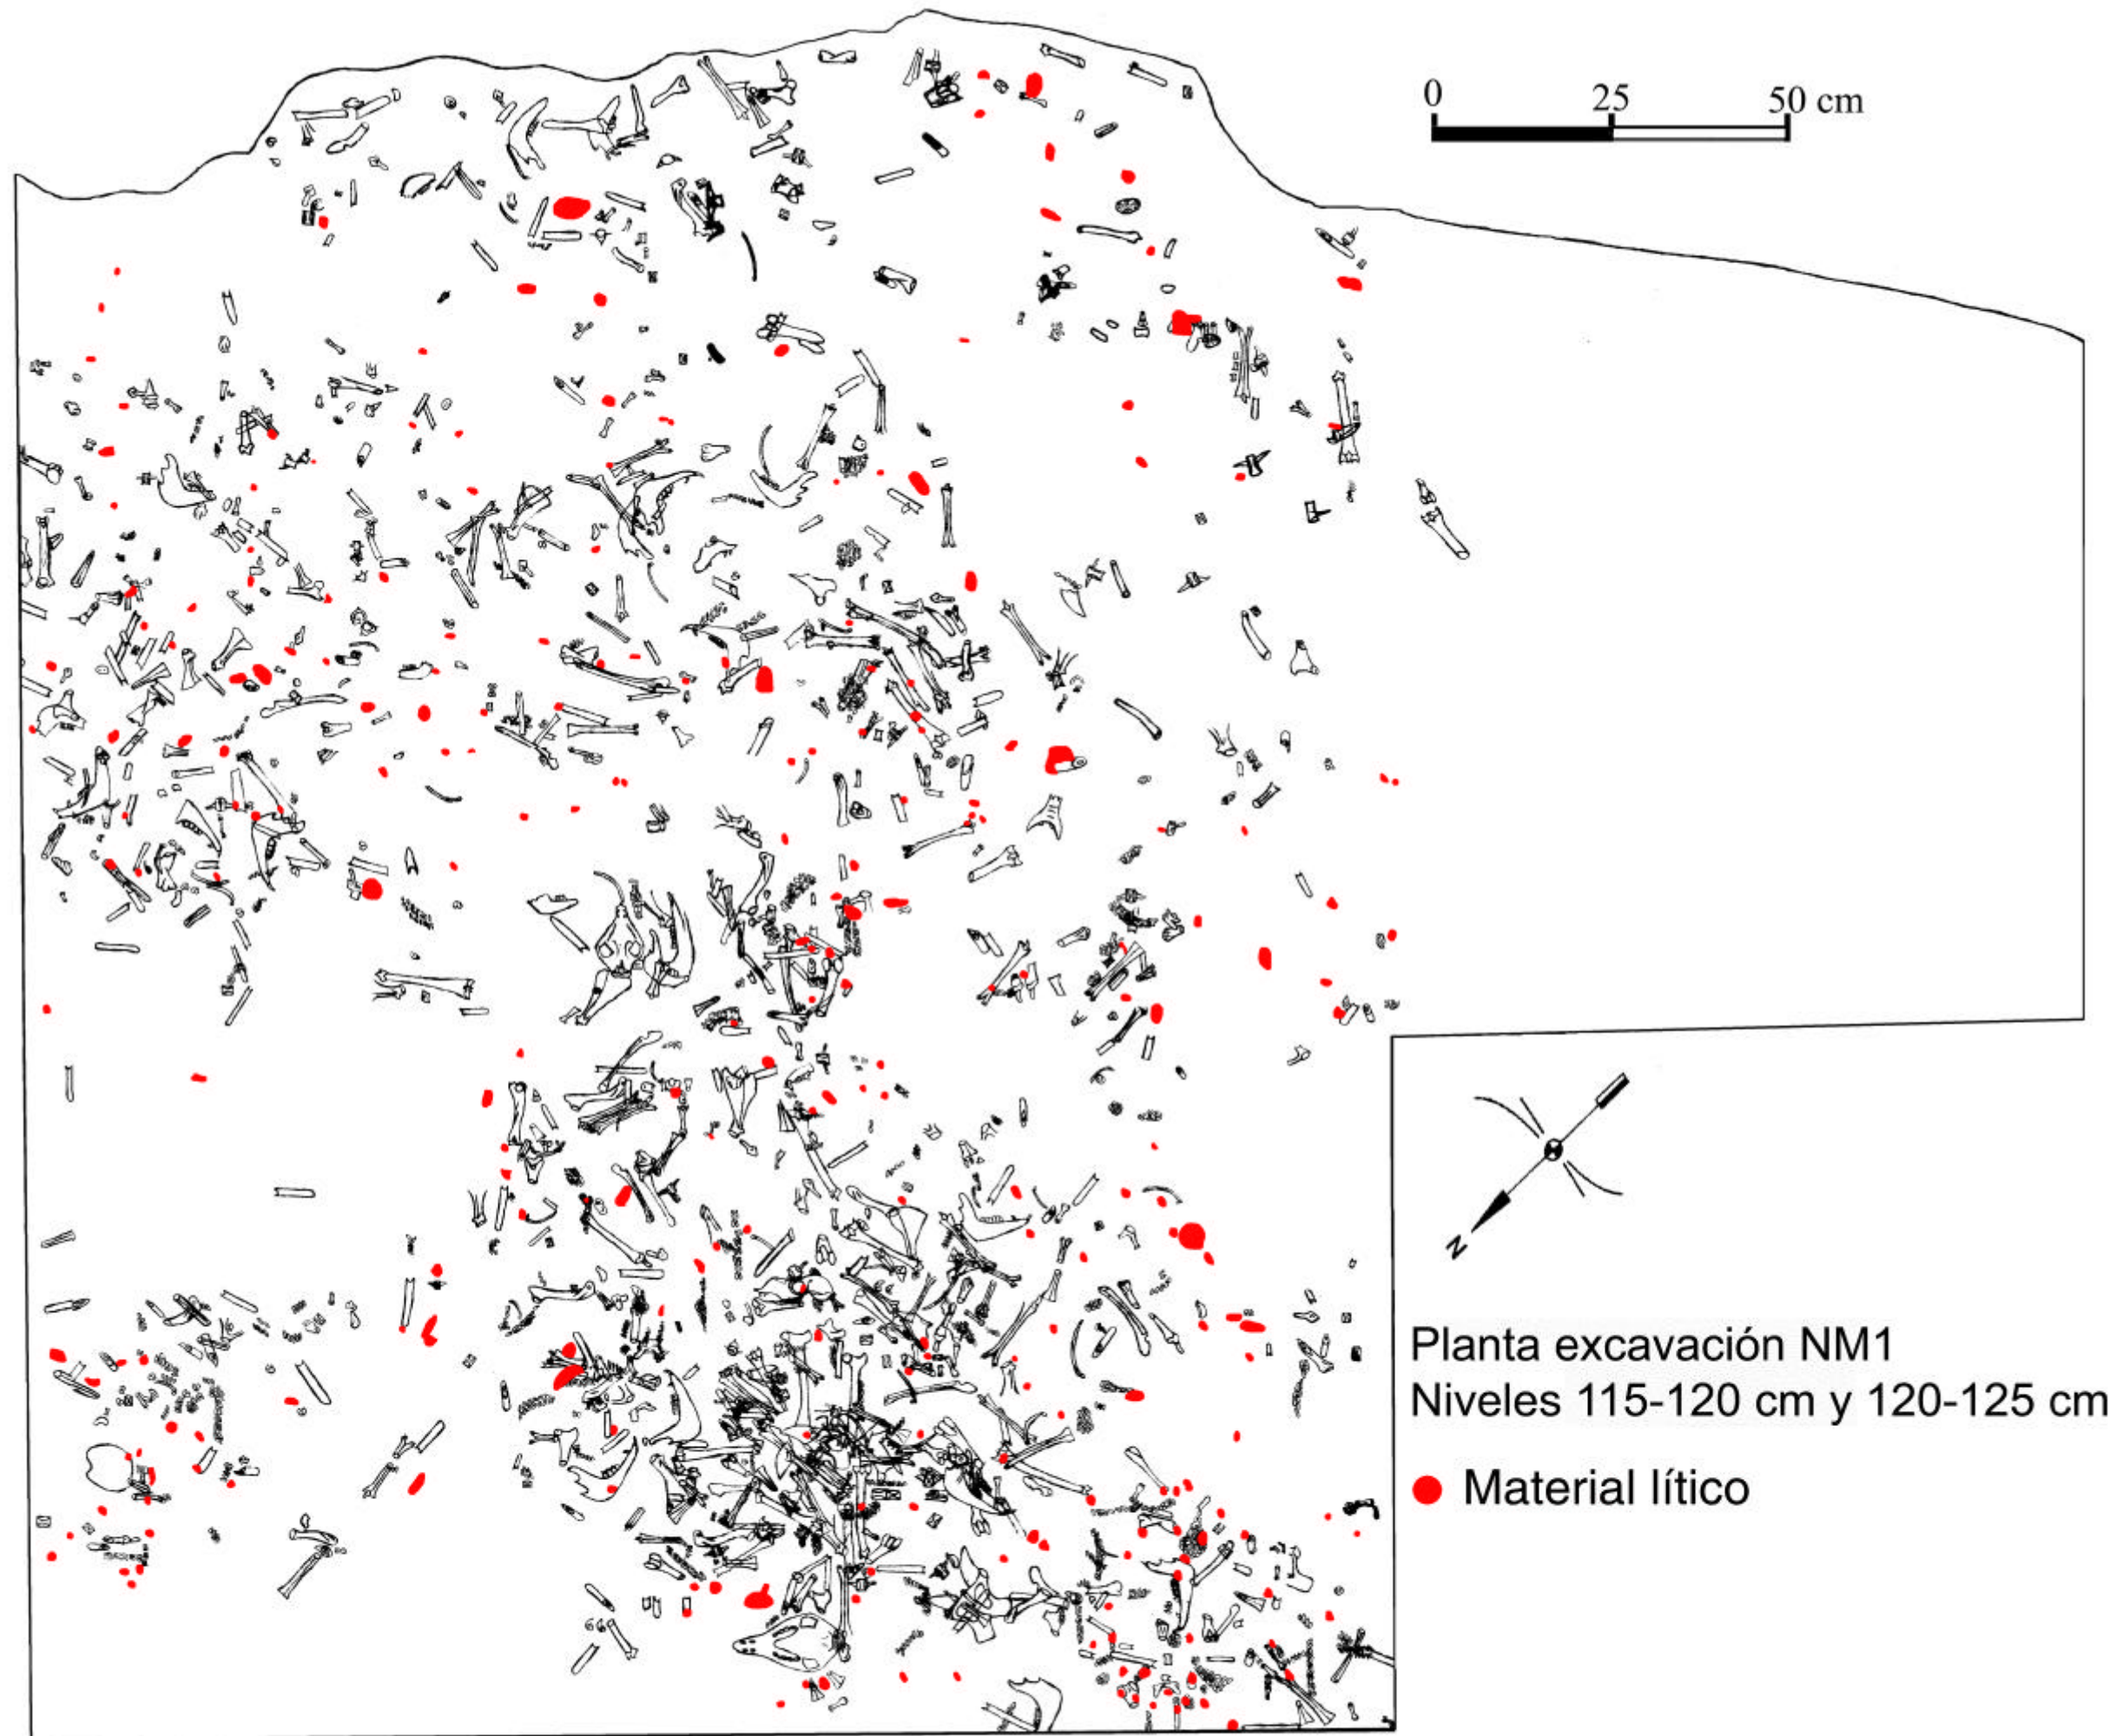 0 25 50 cm
N
Planta excavación NM1
Niveles 115-120 cm y 120-125 cm
Material lítico